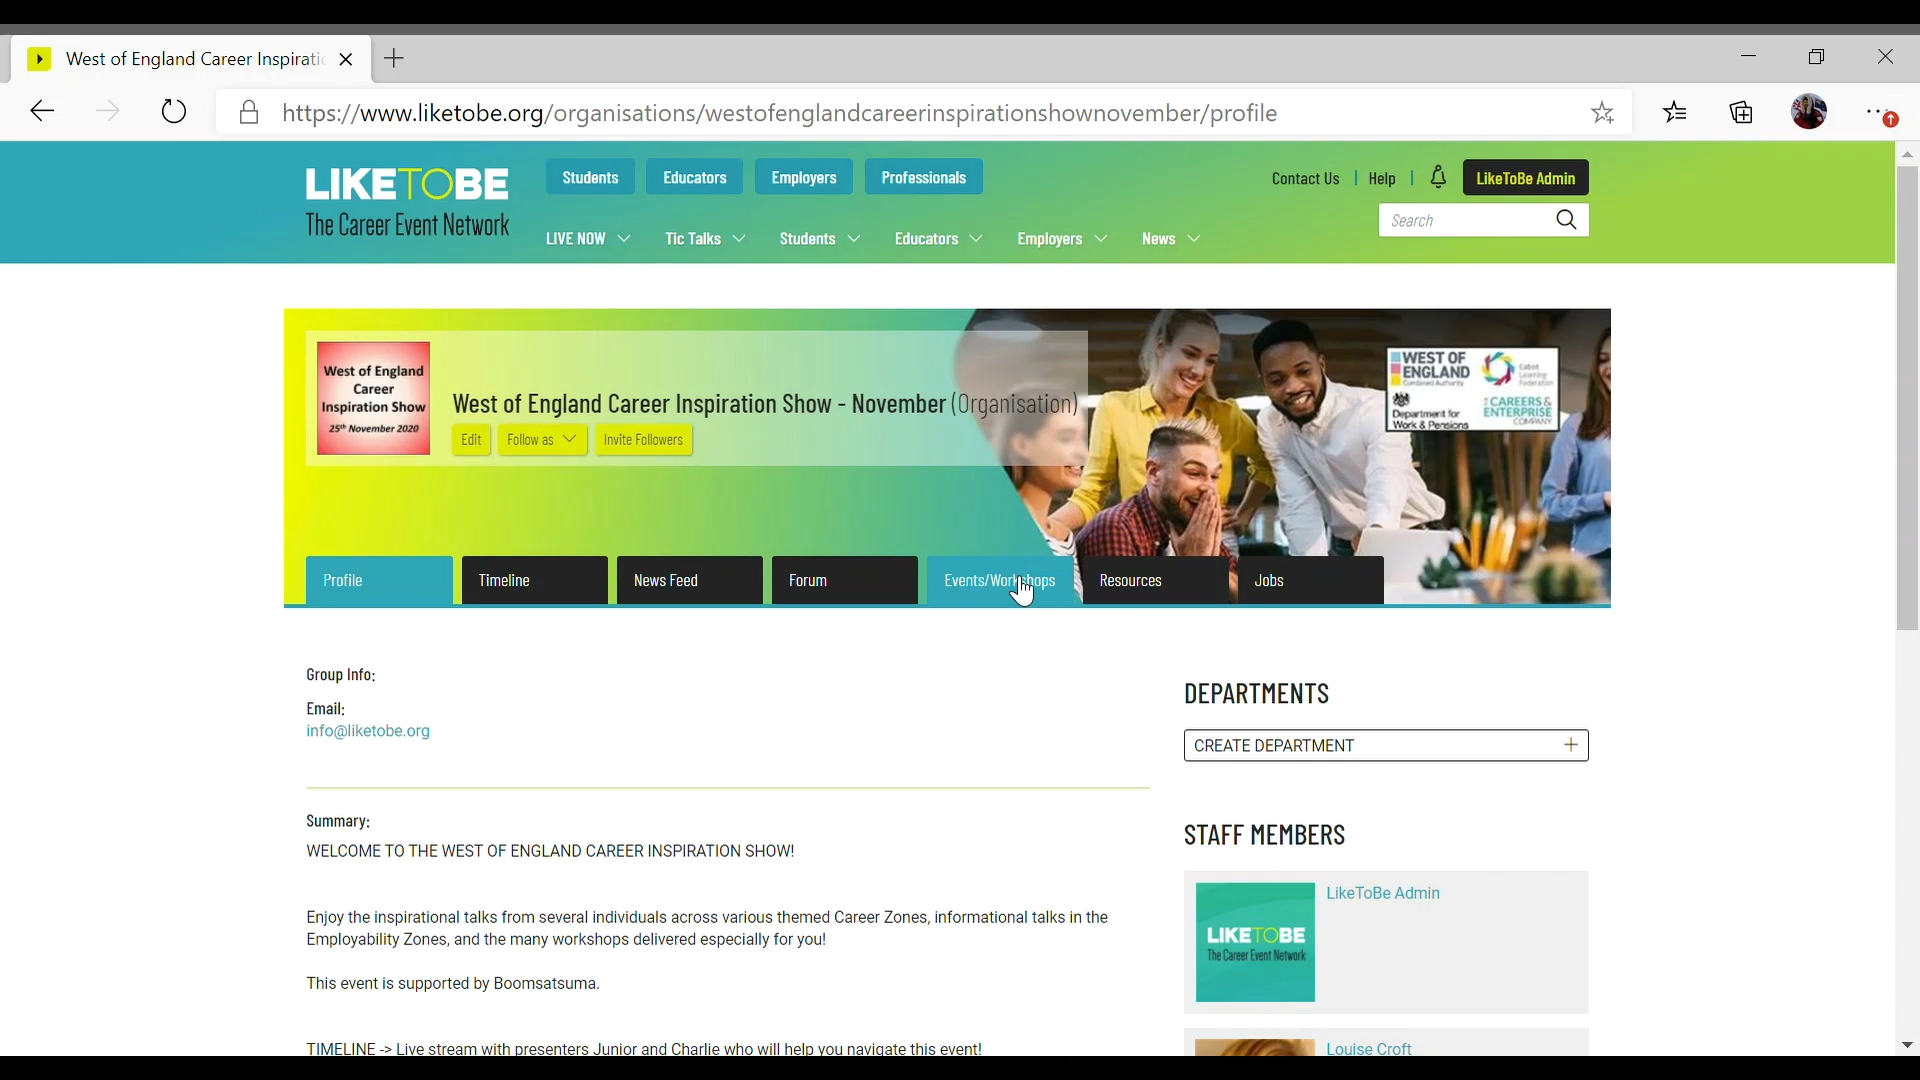 West of England Career Inspirati
https://www.liketobe.org/organisations/westofenglandcareerinspirationshownovember/profile
LIKETOBE
The Career Event Network
Students Educators Employers Professionals
Contact Us | Help | LikeToBe Admin
Search
LIVE NOW Tic Talks Students Educators Employers News
West of England
Career
Inspiration Show
25th November 2020
West of England Career Inspiration Show - November (Organisation)
Edit Follow as Invite Followers
WEST OF
ENGLAND
Combined Authority
Cabot
Learning
Federation
Department for
Work & Pensions
THE CAREERS &
ENTERPRISE
COMPANY
Profile Timeline News Feed Forum Events/Workshops Resources Jobs
Group Info:
Email:
info@liketobe.org
Summary:
WELCOME TO THE WEST OF ENGLAND CAREER INSPIRATION SHOW!
Enjoy the inspirational talks from several individuals across various themed Career Zones, informational talks in the
Employability Zones, and the many workshops delivered especially for you!
This event is supported by Boomsatsuma.
TIMELINE -> Live stream with presenters Junior and Charlie who will help you navigate this event!
DEPARTMENTS
CREATE DEPARTMENT +
STAFF MEMBERS
LIKETOBE
The Career Event Network
LikeToBe Admin
Louise Croft